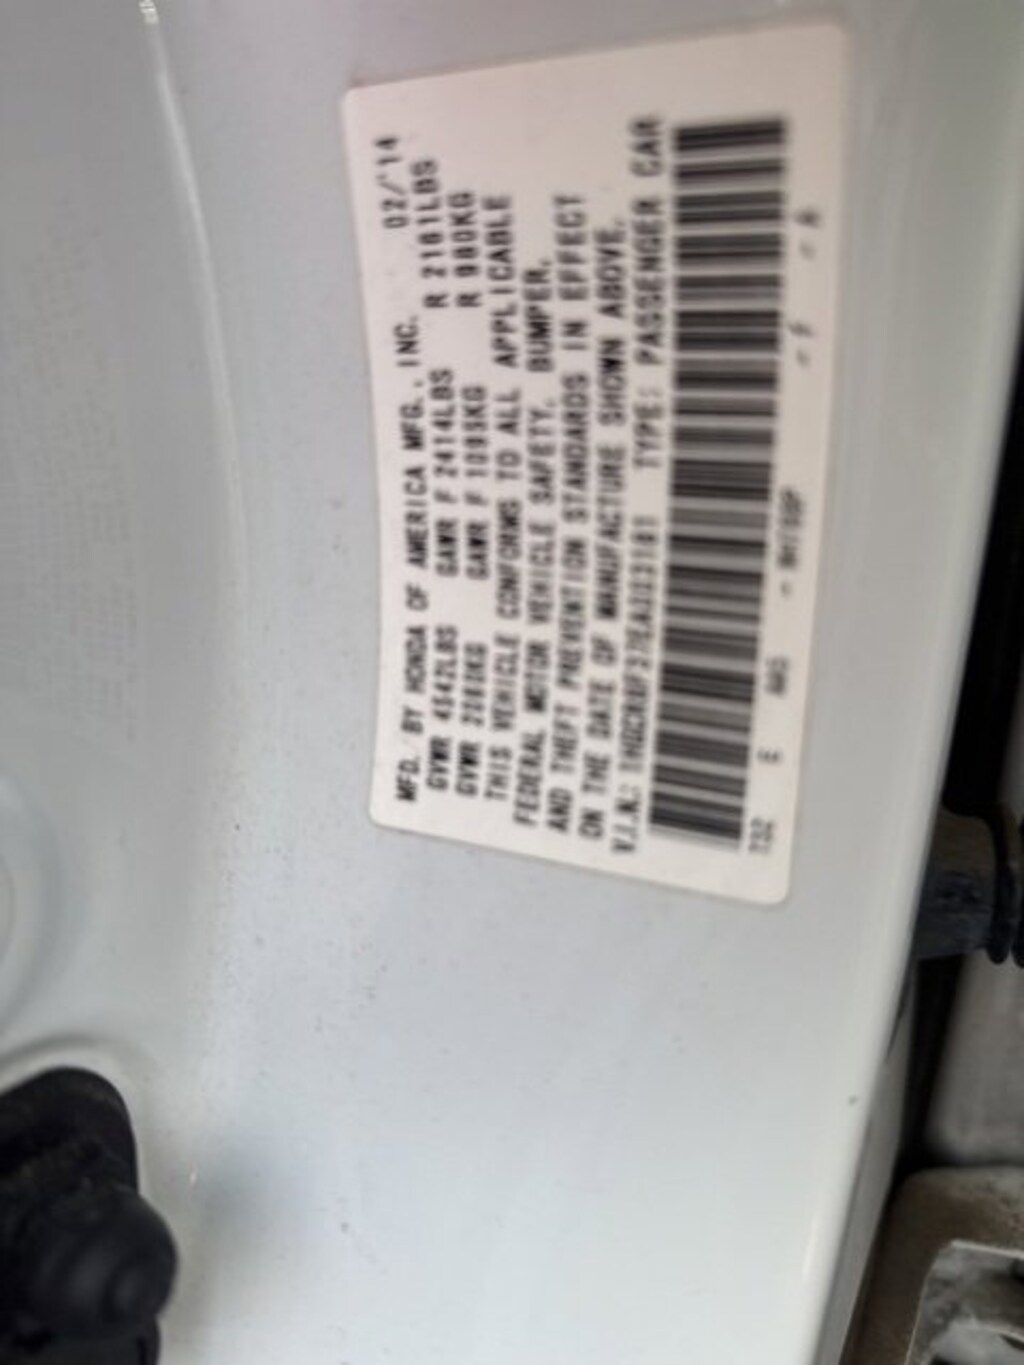 MFD. BY HONDA OF AMERICA MFG., INC. 02/'14
GVWR 4542LBS GAWR F 2414LBS R 2161LBS
GVWR 2060KG GAWR F 1095KG R 980KG
THIS VEHICLE CONFORMS TO ALL APPLICABLE
FEDERAL MOTOR VEHICLE SAFETY, BUMPER,
AND THEFT PREVENTION STANDARDS IN EFFECT
ON THE DATE OF MANUFACTURE SHOWN ABOVE.
V.I.N.: TYPE: PASSENGER CAR